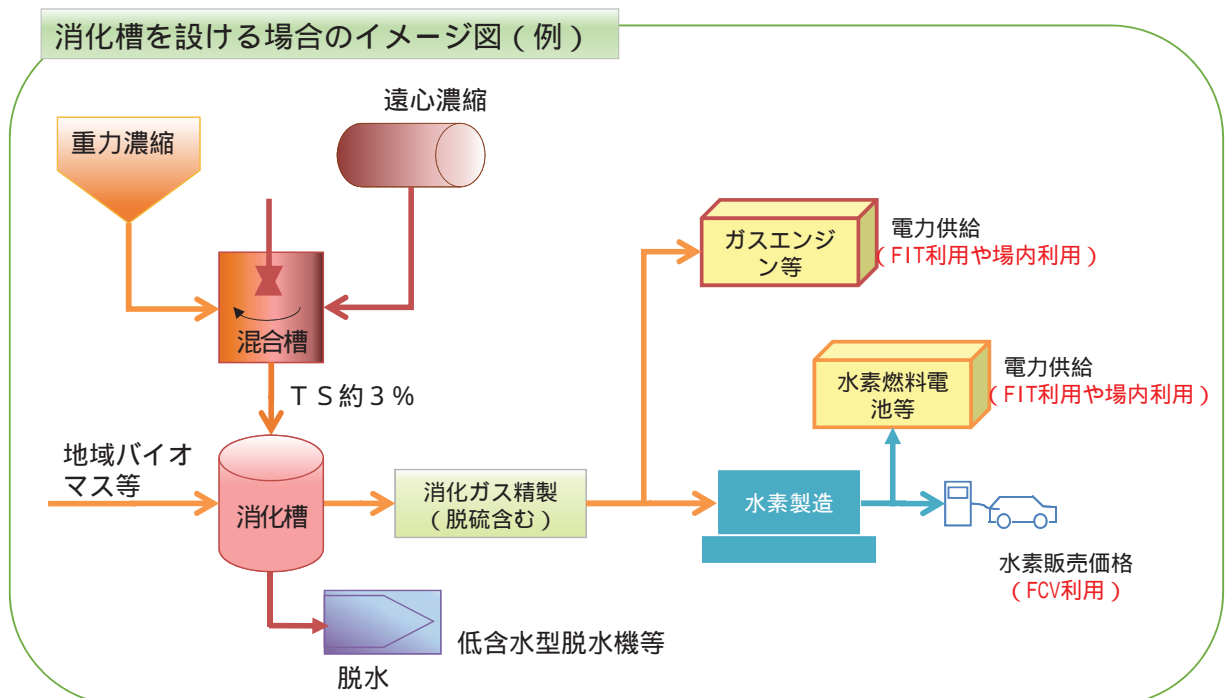 消化槽を設ける場合のイメージ図(例)
遠心濃縮
重力濃縮
混合槽
TS約3%
地域バイオ
マス等
消化槽
消化ガス精製
(脱硫含む)
ガスエンジ
ン等
電力供給
(FIT利用や場内利用)
水素燃料電
池等
電力供給
(FIT利用や場内利用)
水素製造
水素販売価格
(FCV利用)
低含水型脱水機等
脱水